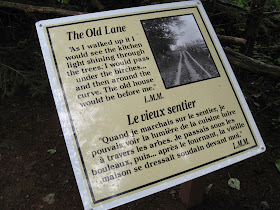 The Old Lane
"As I walked up it I
would see the kitchen
light shining through
the trees. I would pass
under the birches...
and then around the
curve. The old house
would be before me."
L.M.M.
Le vieux sentier
"Quand je marchais sur le sentier, je
pouvais voir la lumière de la cuisine luire
à travers les arbres. Je passais sous les
bouleaux, puis... après le tournant, la vieille
maison se dressait soudain devant moi."
L.M.M.